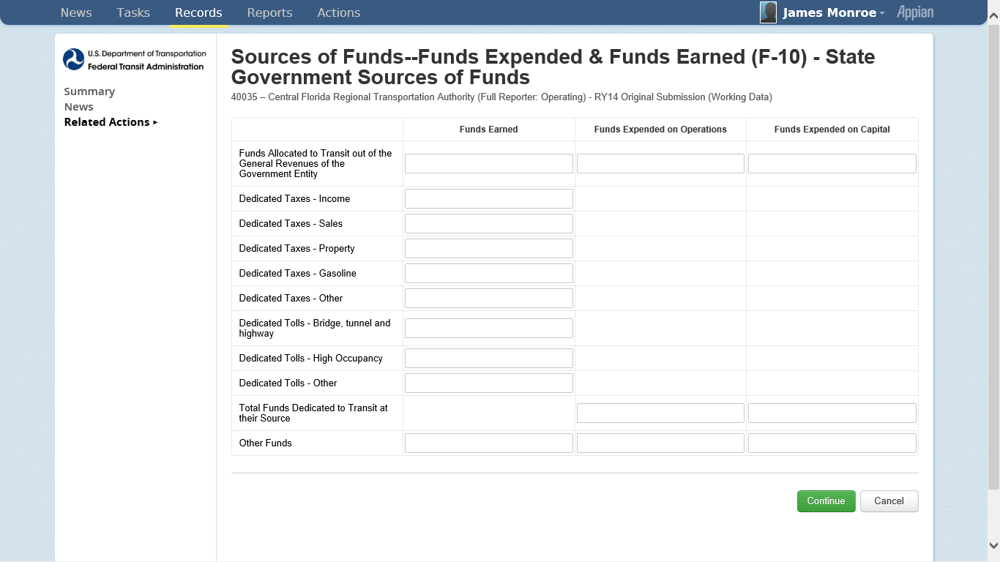 News Tasks Records Reports Actions James Monroe Appian
U.S. Department of Transportation
Federal Transit Administration
Summary
News
Related Actions
Sources of Funds--Funds Expended & Funds Earned (F-10) - State
Government Sources of Funds
40035 – Central Florida Regional Transportation Authority (Full Reporter: Operating) - RY14 Original Submission (Working Data)
Funds Earned Funds Expended on Operations Funds Expended on Capital
Funds Allocated to Transit out of the
General Revenues of the
Government Entity
Dedicated Taxes - Income
Dedicated Taxes - Sales
Dedicated Taxes - Property
Dedicated Taxes - Gasoline
Dedicated Taxes - Other
Dedicated Tolls - Bridge, tunnel and
highway
Dedicated Tolls - High Occupancy
Dedicated Tolls - Other
Total Funds Dedicated to Transit at
their Source
Other Funds
Continue Cancel